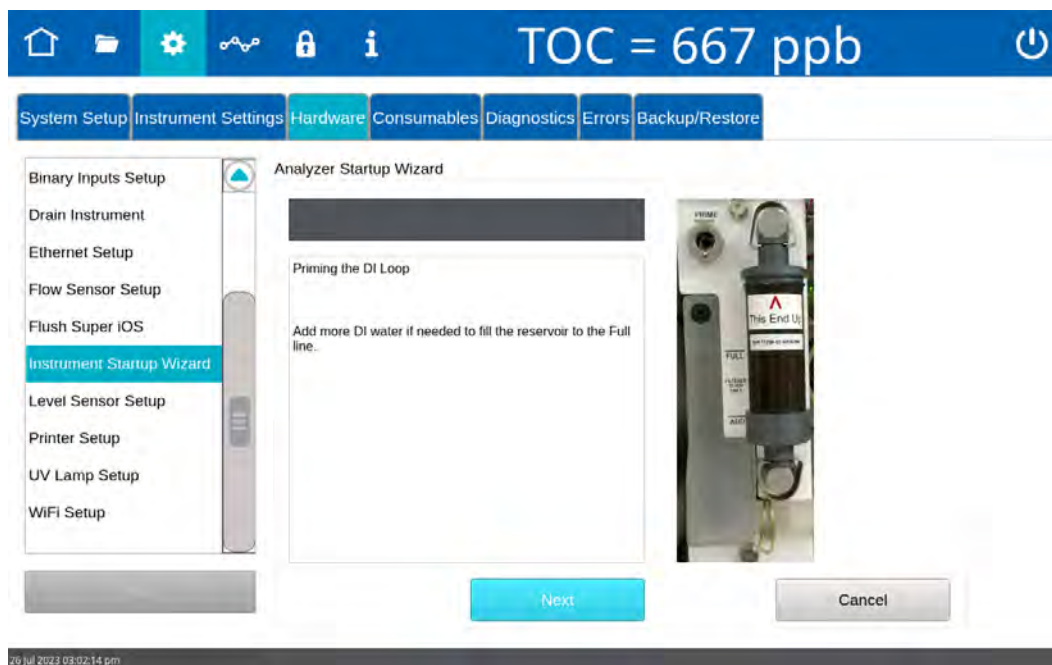 TOC = 667 ppb
System Setup Instrument Settings Hardware Consumables Diagnostics Errors Backup/Restore
Binary Inputs Setup
Drain Instrument
Ethernet Setup
Flow Sensor Setup
Flush Super iOS
Instrument Startup Wizard
Level Sensor Setup
Printer Setup
UV Lamp Setup
WiFi Setup
Analyzer Startup Wizard
Priming the DI Loop
Add more DI water if needed to fill the reservoir to the Full
line.
PRIME
This End Up
FULL
ADD
Next
Cancel
26 Jul 2023 03:02:14 pm